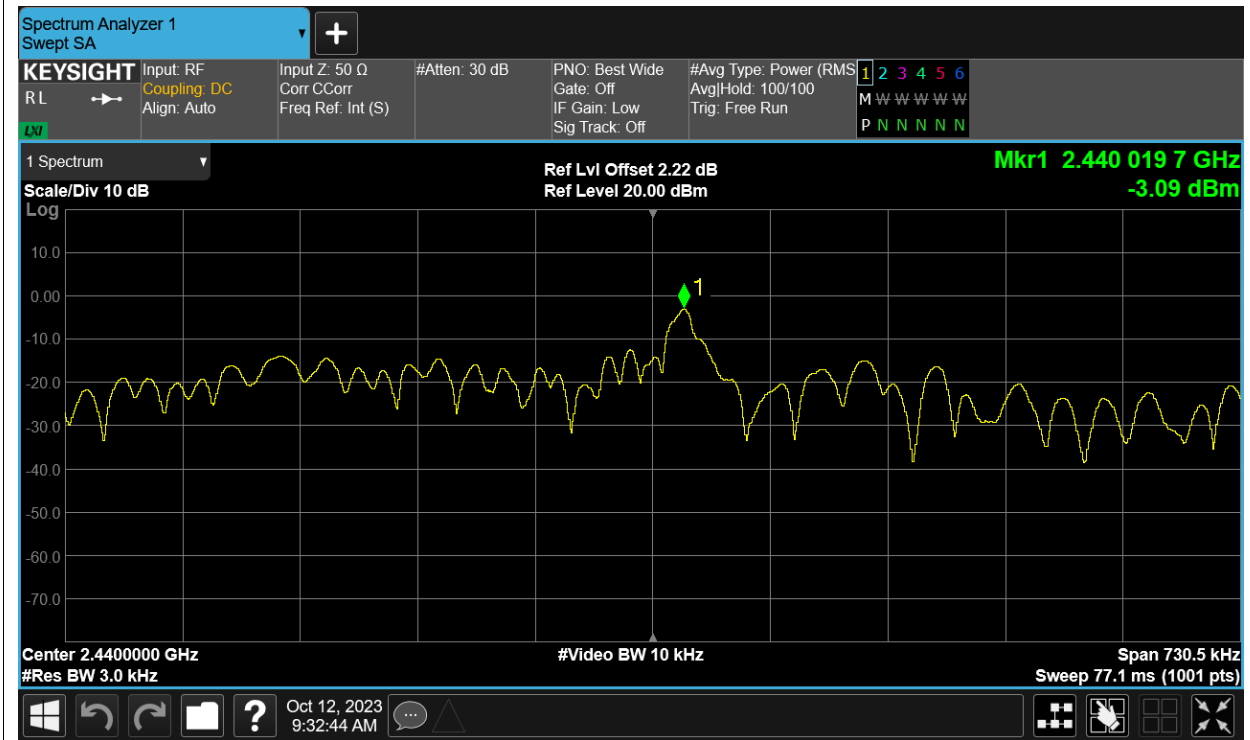 Spectrum Analyzer 1
Swept SA
+
KEYSIGHT
R L
LXI
Input: RF
Coupling: DC
Align: Auto
Input Z: 50 Ω
Corr CCorr
Freq Ref: Int (S)
#Atten: 30 dB
PNO: Best Wide
Gate: Off
IF Gain: Low
Sig Track: Off
#Avg Type: Power (RMS
Avg|Hold: 100/100
Trig: Free Run
1 2 3 4 5 6
M W W W W W
P N N N N N
1 Spectrum
Scale/Div 10 dB
Log
Ref Lvl Offset 2.22 dB
Ref Level 20.00 dBm
Mkr1 2.440 019 7 GHz
-3.09 dBm
1
10.0
0.00
-10.0
-20.0
-30.0
-40.0
-50.0
-60.0
-70.0
Center 2.4400000 GHz
#Res BW 3.0 kHz
#Video BW 10 kHz
Span 730.5 kHz
Sweep 77.1 ms (1001 pts)
?
Oct 12, 2023
9:32:44 AM